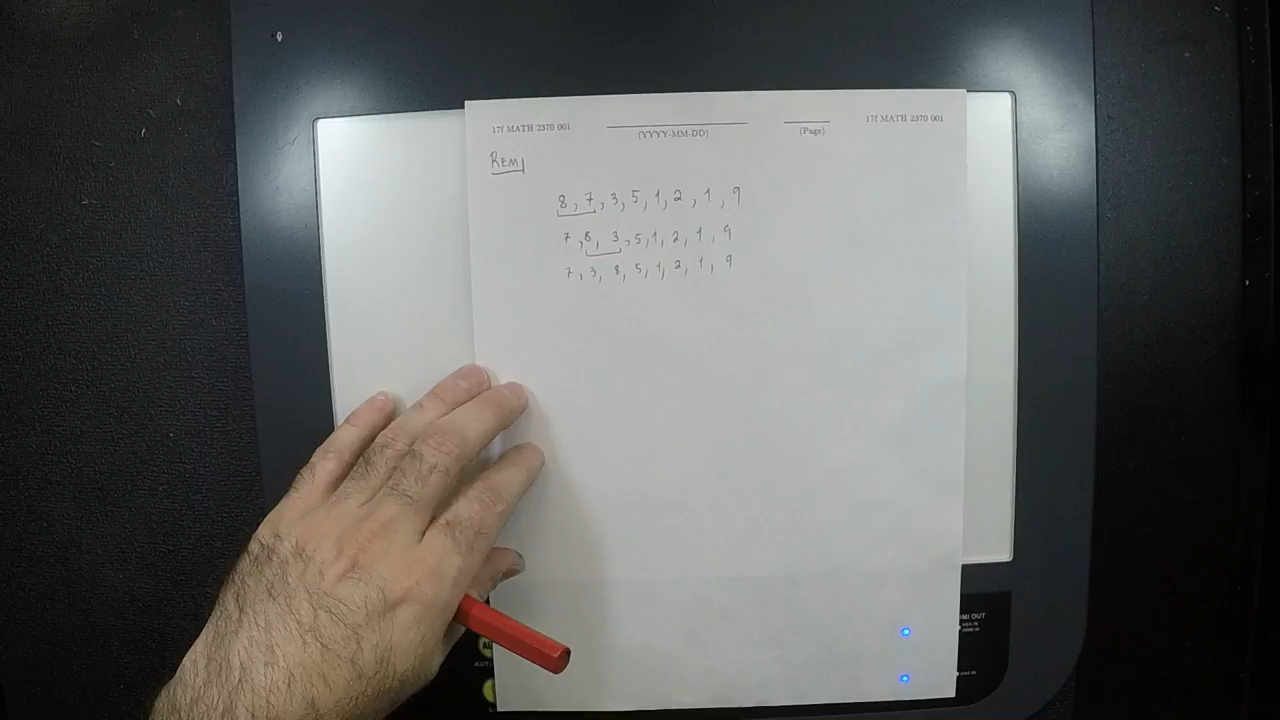 17f MATH 2370 001
(YYYY-MM-DD)
(Page)
17f MATH 2370 001
REM
8, 7, 3, 5, 1, 2, 1, 9
7, 8, 3, 5, 1, 2, 1, 9
7, 3, 8, 5, 1, 2, 1, 9